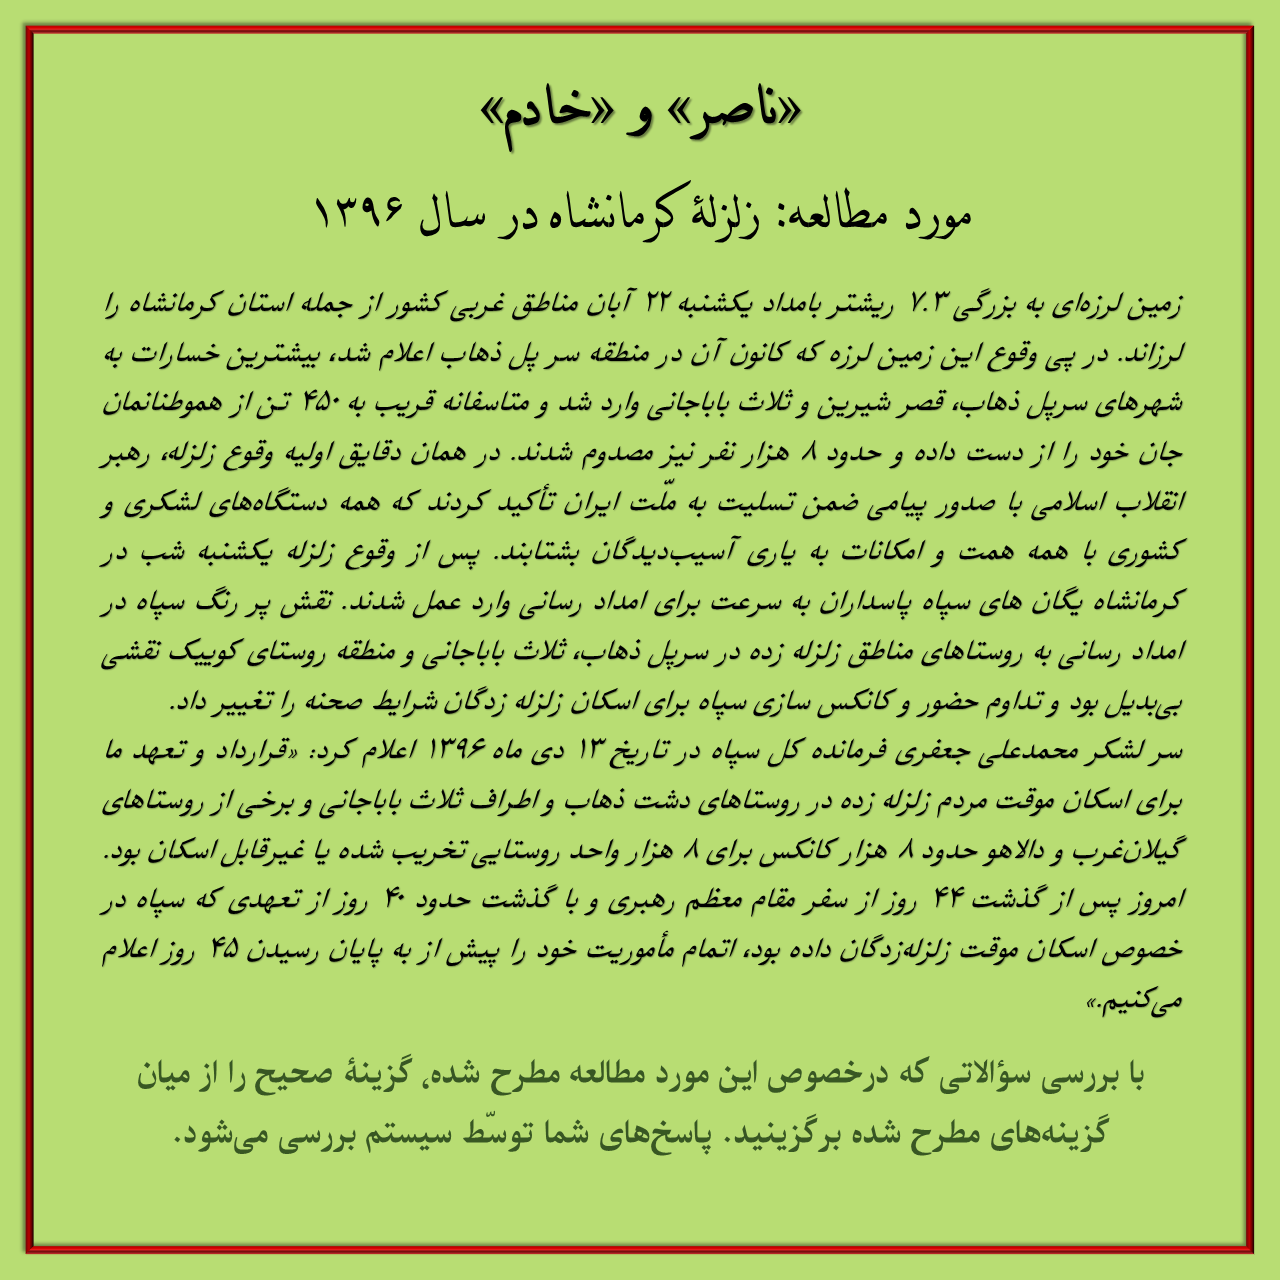 «ناصر» و «خادم»
مورد مطالعه: زلزلهٔ کرمانشاه در سال ۱۳۹۶
زمین لرزه‌ای به بزرگی ۷.۳ ریشتر بامداد یکشنبه ۲۲ آبان مناطق غربی کشور از جمله استان کرمانشاه را
لرزاند. در پی وقوع این زمین لرزه که کانون آن در منطقه سر پل ذهاب اعلام شد، بیشترین خسارات به
شهرهای سرپل ذهاب، قصر شیرین و ثلاث باباجانی وارد شد و متاسفانه قریب به ۴۵۰ تن از هموطنانمان
جان خود را از دست داده و حدود ۸ هزار نفر نیز مصدوم شدند. در همان دقایق اولیه وقوع زلزله، رهبر
انقلاب اسلامی با صدور پیامی ضمن تسلیت به ملّت ایران تأکید کردند که همه دستگاه‌های لشکری و
کشوری با همه همت و امکانات به یاری آسیب‌دیدگان بشتابند. پس از وقوع زلزله یکشنبه شب در
کرمانشاه یگان های سپاه پاسداران به سرعت برای امداد رسانی وارد عمل شدند. نقش پر رنگ سپاه در
امداد رسانی به روستاهای مناطق زلزله زده در سرپل ذهاب، ثلاث باباجانی و منطقه روستای کوییک نقشی
بی‌بدیل بود و تداوم حضور و کانکس سازی سپاه برای اسکان زلزله زدگان شرایط صحنه را تغییر داد.
سر لشکر محمدعلی جعفری فرمانده کل سپاه در تاریخ ۱۳ دی ماه ۱۳۹۶ اعلام کرد: «قرارداد و تعهد ما
برای اسکان موقت مردم زلزله زده در روستاهای دشت ذهاب و اطراف ثلاث باباجانی و برخی از روستاهای
گیلان‌غرب و دالاهو حدود ۸ هزار کانکس برای ۸ هزار واحد روستایی تخریب شده یا غیرقابل اسکان بود.
امروز پس از گذشت ۴۴ روز از سفر مقام معظم رهبری و با گذشت حدود ۴۰ روز از تعهدی که سپاه در
خصوص اسکان موقت زلزله‌زدگان داده بود، اتمام مأموریت خود را پیش از به پایان رسیدن ۴۵ روز اعلام
می‌کنیم.»
با بررسی سؤالاتی که درخصوص این مورد مطالعه مطرح شده، گزینهٔ صحیح را از میان
گزینه‌های مطرح شده برگزینید. پاسخ‌های شما توسّط سیستم بررسی می‌شود.